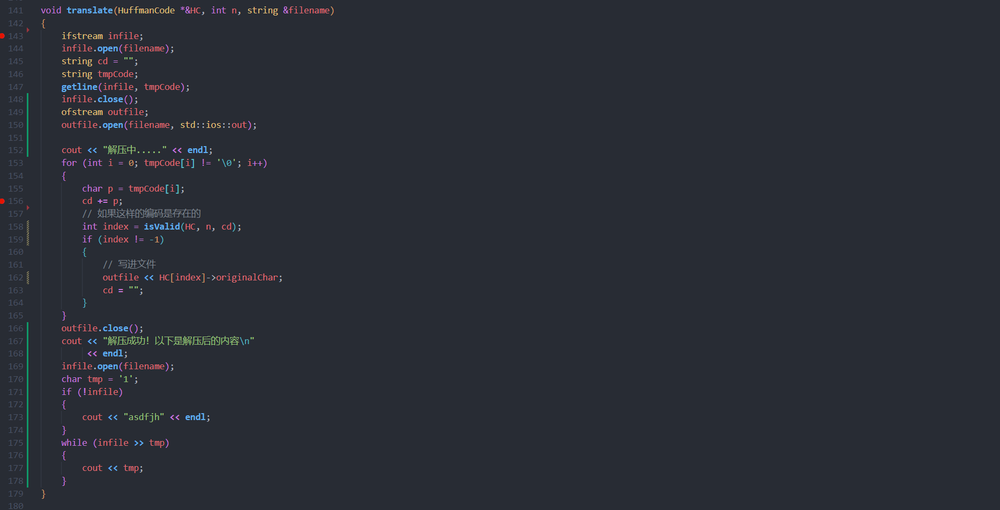 141 void translate(HuffmanCode *&HC, int n, string &filename)
142 {
143 ifstream infile;
144 infile.open(filename);
145 string cd = "";
146 string tmpCode;
147 getline(infile, tmpCode);
148 infile.close();
149 ofstream outfile;
150 outfile.open(filename, std::ios::out);
151
152 cout << "解压中....." << endl;
153 for (int i = 0; tmpCode[i] != '\0'; i++)
154 {
155 char p = tmpCode[i];
156 cd += p;
157 // 如果这样的编码是存在的
158 int index = isValid(HC, n, cd);
159 if (index != -1)
160 {
161 // 写进文件
162 outfile << HC[index]->originalChar;
163 cd = "";
164 }
165 }
166 outfile.close();
167 cout << "解压成功！以下是解压后的内容\n"
168 << endl;
169 infile.open(filename);
170 char tmp = '1';
171 if (!infile)
172 {
173 cout << "asdfjh" << endl;
174 }
175 while (infile >> tmp)
176 {
177 cout << tmp;
178 }
179 }
180